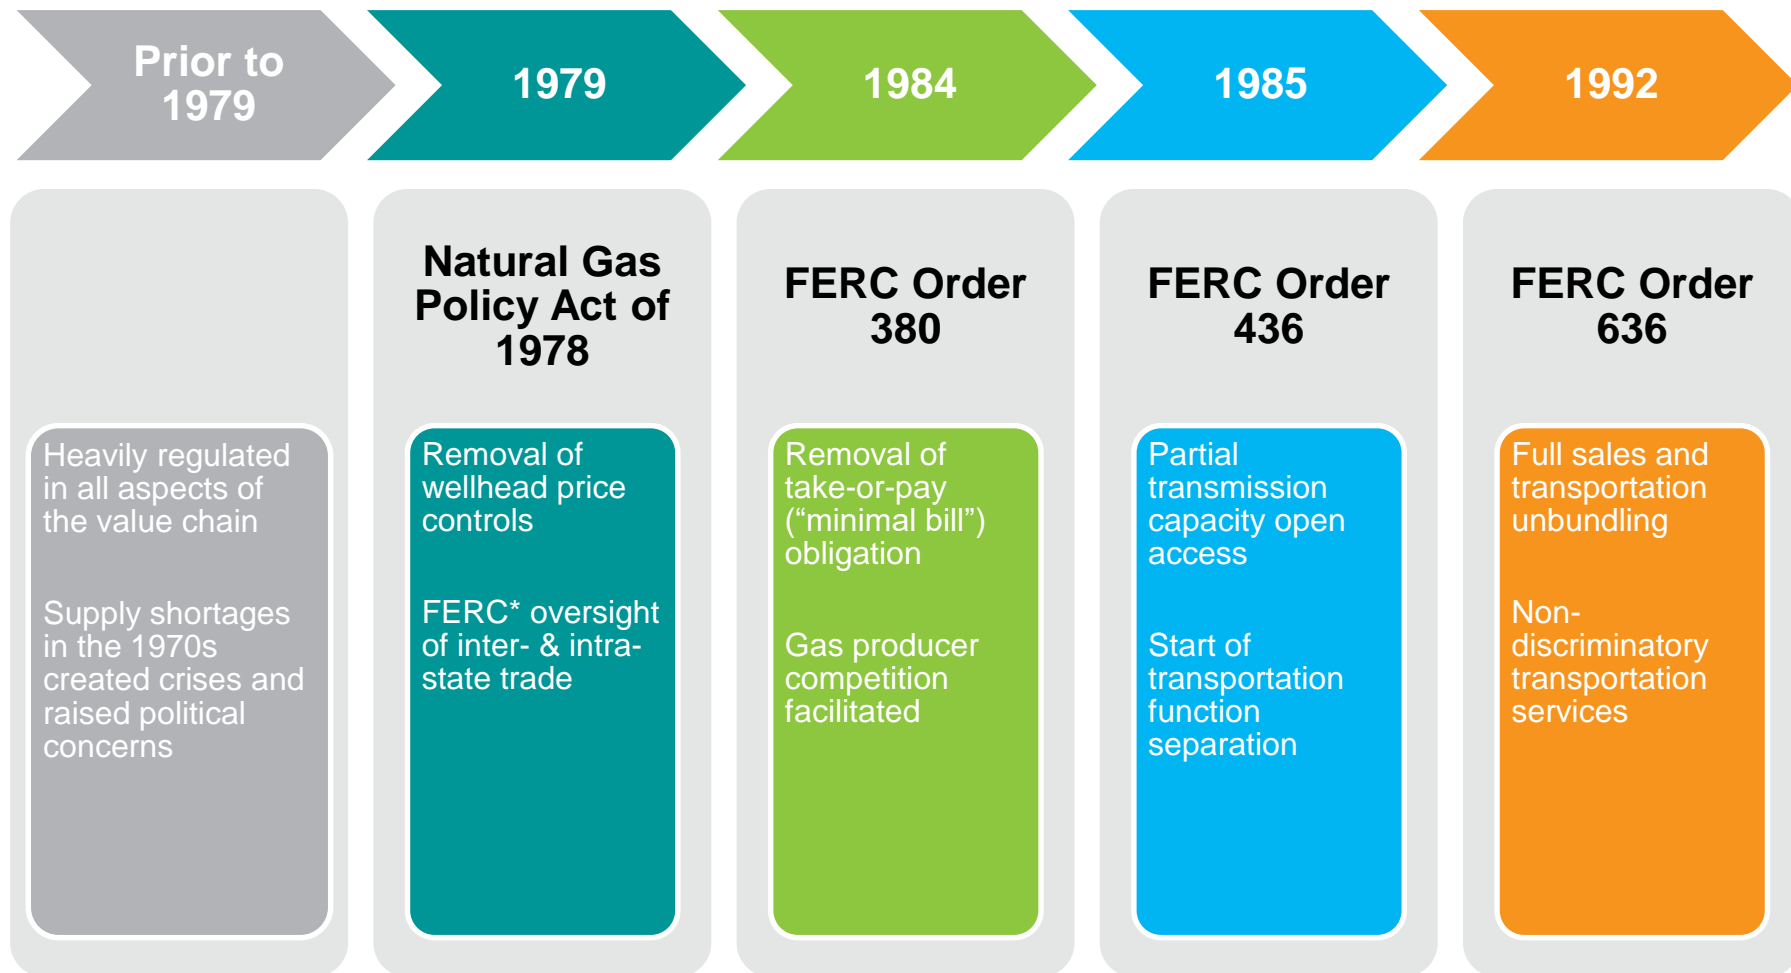 Prior to
1979
1979
1984
1985
1992
Heavily regulated
in all aspects of
the value chain
Supply shortages
in the 1970s
created crises and
raised political
concerns
Natural Gas
Policy Act of
1978
Removal of
wellhead price
controls
FERC* oversight
of inter- & intra-
state trade
FERC Order
380
Removal of
take-or-pay
(“minimal bill”)
obligation
Gas producer
competition
facilitated
FERC Order
436
Partial
transmission
capacity open
access
Start of
transportation
function
separation
FERC Order
636
Full sales and
transportation
unbundling
Non-
discriminatory
transportation
services